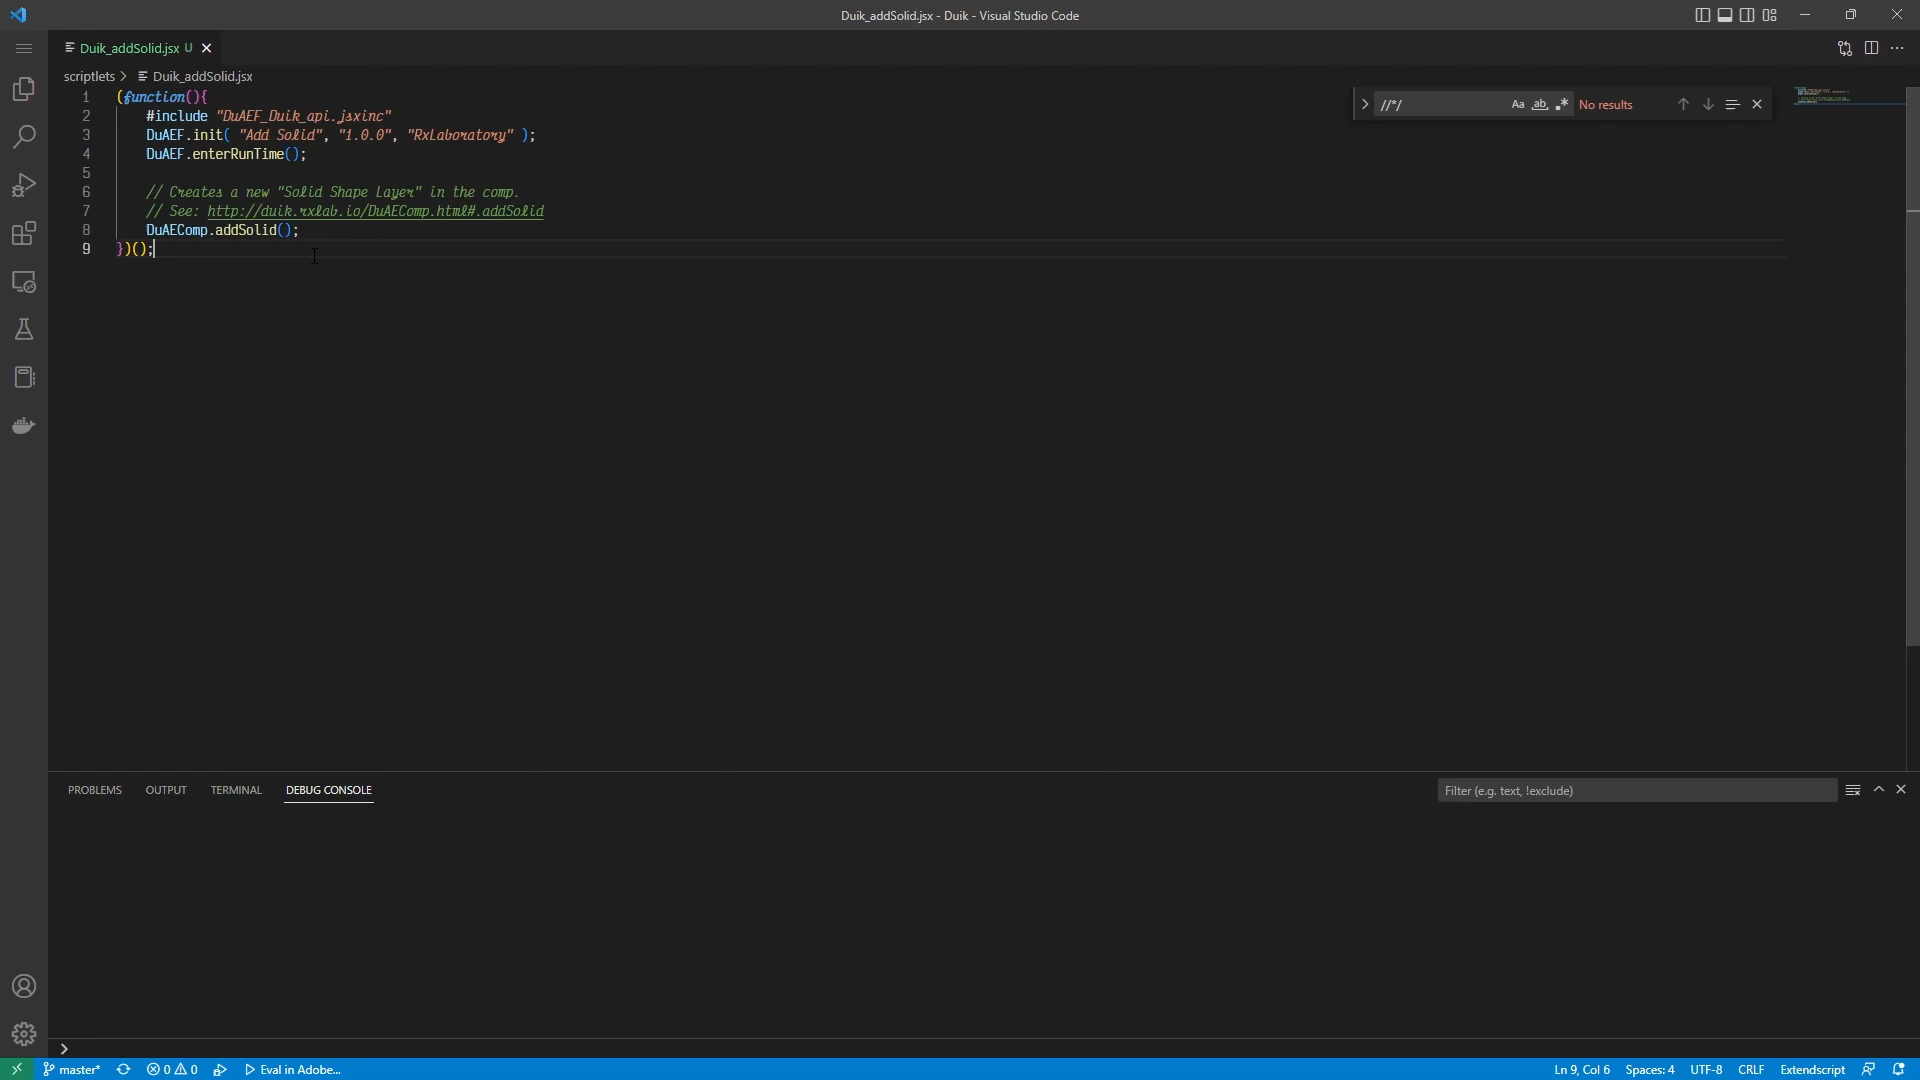 Duik_addSolid.jsx - Duik - Visual Studio Code
Duik_addSolid.jsx U
scriptlets > Duik_addSolid.jsx
1 (function(){
2 #include "DuAEF_Duik_api.jsxinc"
3 DuAEF.init( "Add Solid", "1.0.0", "RxLaboratory" );
4 DuAEF.enterRunTime();
5
6 // Creates a new "Solid Shape Layer" in the comp.
7 // See: http://duik.rxlab.io/DuAEComp.html#.addSolid
8 DuAEComp.addSolid();
9 })();
//*/ Aa ab .* No results
PROBLEMS OUTPUT TERMINAL DEBUG CONSOLE Filter (e.g. text, !exclude)
master* 0 0 Eval in Adobe... Ln 9, Col 6 Spaces: 4 UTF-8 CRLF Extendscript